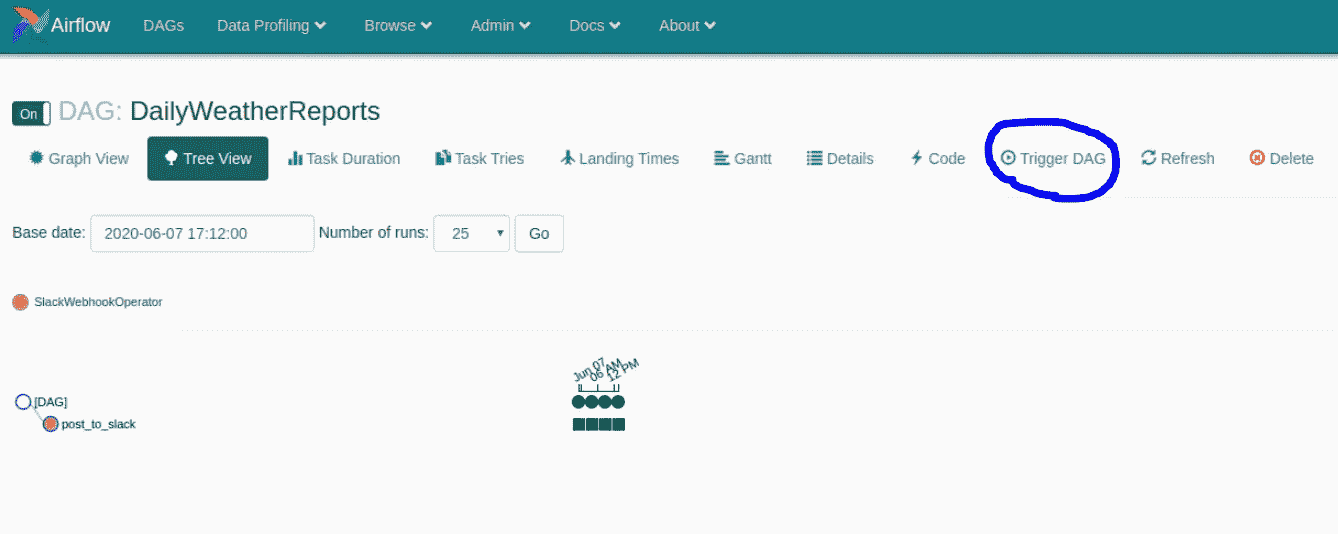 Airflow DAGs Data Profiling Browse Admin Docs About
On DAG: DailyWeatherReports
Graph View Tree View Task Duration Task Tries Landing Times Gantt Details Code Trigger DAG Refresh Delete
Base date: 2020-06-07 17:12:00 Number of runs: 25 Go
SlackWebhookOperator
Jun 07 06 AM 12 PM
[DAG]
post_to_slack